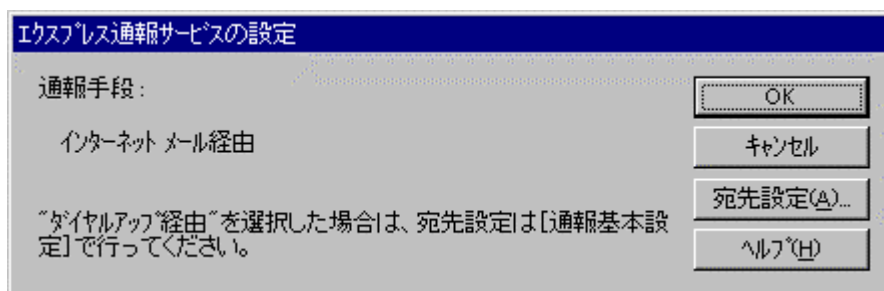 ｴｸｽﾌﾟﾚｽ通報ｻｰﾋﾞｽの設定
通報手段：
ｲﾝﾀｰﾈｯﾄ ﾒｰﾙ経由
"ﾀﾞｲﾔﾙｱｯﾌﾟ経由"を選択した場合は、宛先設定は[通報基本設
定]で行ってください。
OK
ｷｬﾝｾﾙ
宛先設定(A)...
ﾍﾙﾌﾟ(H)